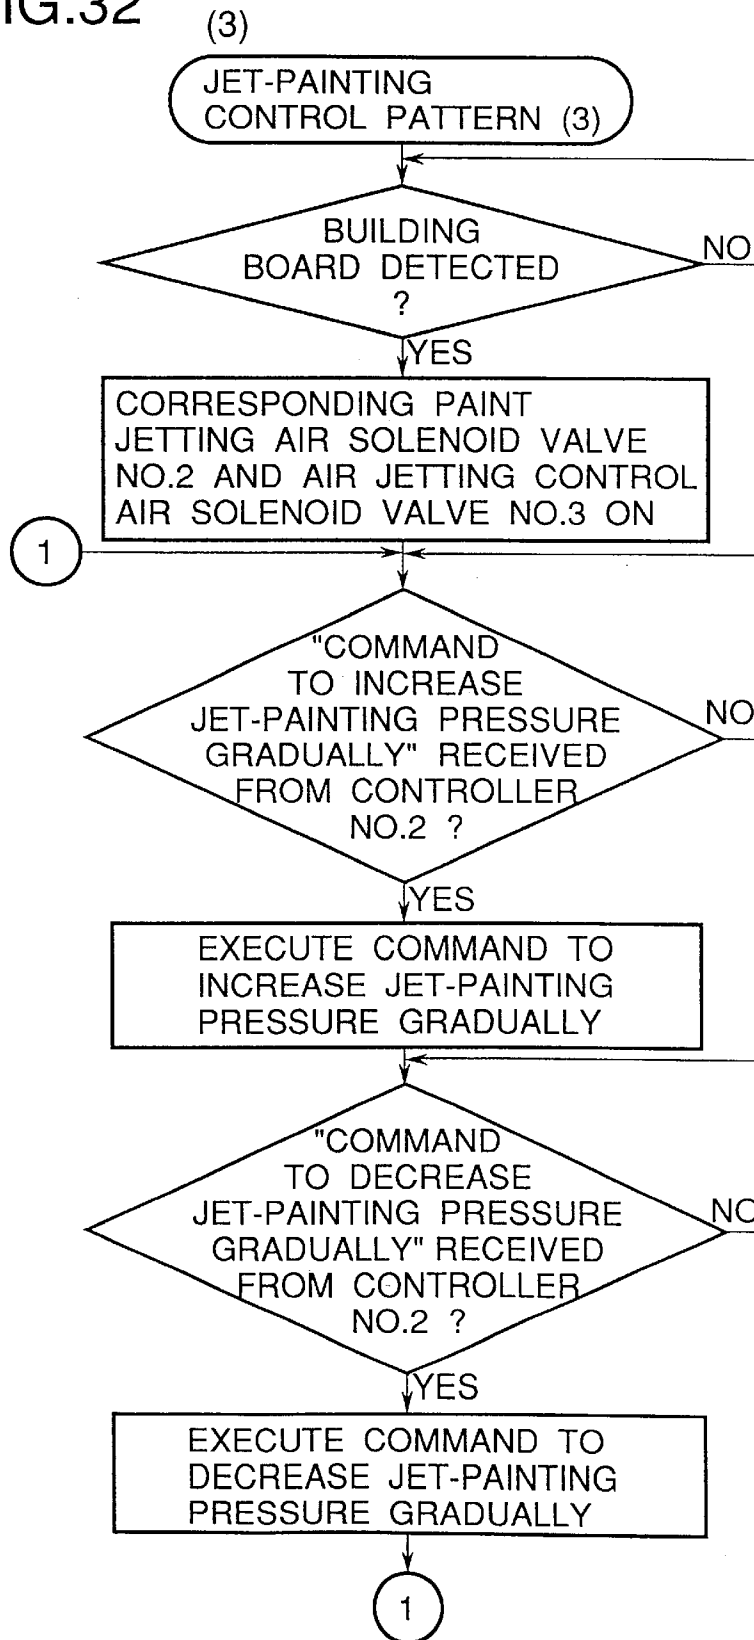 IG.32
(3)
JET-PAINTING
CONTROL PATTERN (3)
BUILDING
BOARD DETECTED
?
NO
YES
CORRESPONDING PAINT
JETTING AIR SOLENOID VALVE
NO.2 AND AIR JETTING CONTROL
AIR SOLENOID VALVE NO.3 ON
1
"COMMAND
TO INCREASE
JET-PAINTING PRESSURE
GRADUALLY" RECEIVED
FROM CONTROLLER
NO.2 ?
NO
YES
EXECUTE COMMAND TO
INCREASE JET-PAINTING
PRESSURE GRADUALLY
"COMMAND
TO DECREASE
JET-PAINTING PRESSURE
GRADUALLY" RECEIVED
FROM CONTROLLER
NO.2 ?
NO
YES
EXECUTE COMMAND TO
DECREASE JET-PAINTING
PRESSURE GRADUALLY
1